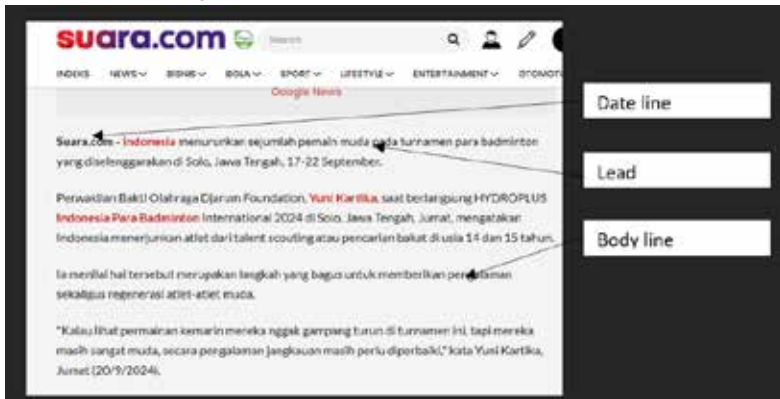 suara.com
Search
INDEKS NEWS BISNIS BOLA SPORT LIFESTYLE ENTERTAINMENT OTOMOTI
Google News
Date line
Suara.com - Indonesia menurunkan sejumlah pemain muda pada turnamen para badminton
yang diselenggarakan di Solo, Jawa Tengah, 17-22 September.
Lead
Perwakilan Bakti Olahraga Djarum Foundation, Yuni Kartika, saat berlangsung HYDROPLUS
Indonesia Para Badminton International 2024 di Solo, Jawa Tengah, Jumat, mengatakan
Indonesia menerjunkan atlet dari talent scouting atau pencarian bakat di usia 14 dan 15 tahun.
Body line
Ia menilai hal tersebut merupakan langkah yang bagus untuk memberikan pengalaman
sekaligus regenerasi atlet-atlet muda.
"Kalau lihat permainan kemarin mereka nggak gampang turun di turnamen ini, tapi mereka
masih sangat muda, secara pengalaman jangkauan masih perlu diperbaiki," kata Yuni Kartika,
Jumat (20/9/2024).